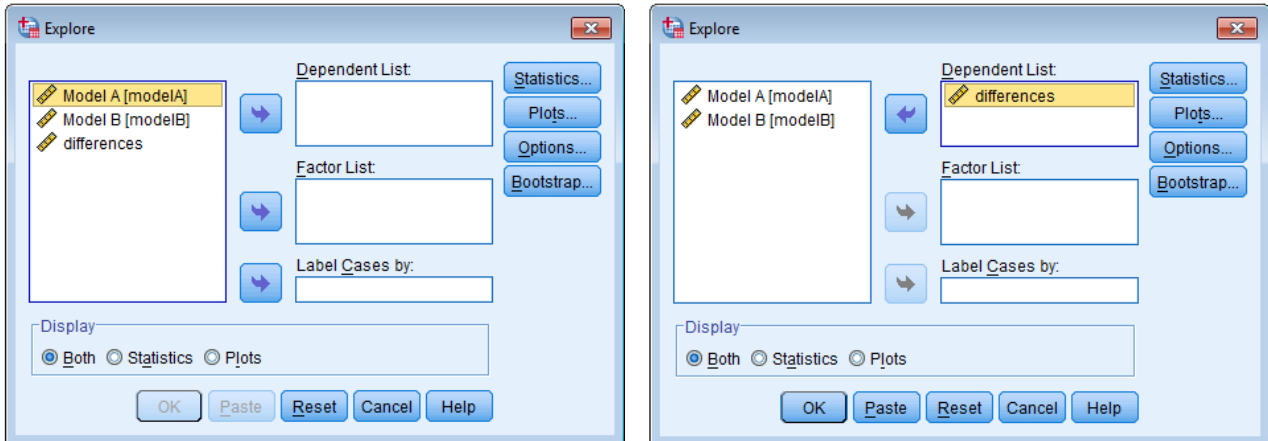 Explore
Dependent List:
Model A [modelA]
Model B [modelB]
differences
Statistics...
Plots...
Options...
Bootstrap...
Factor List:
Label Cases by:
Display
Both Statistics Plots
OK Paste Reset Cancel Help
Explore
Dependent List:
Model A [modelA]
Model B [modelB]
differences
Statistics...
Plots...
Options...
Bootstrap...
Factor List:
Label Cases by:
Display
Both Statistics Plots
OK Paste Reset Cancel Help